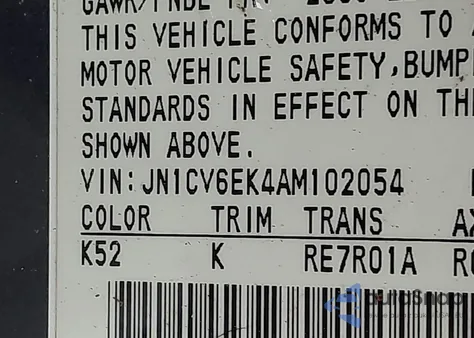 THIS VEHICLE CONFORMS TO
MOTOR VEHICLE SAFETY, BUMP
STANDARDS IN EFFECT ON TH
SHOWN ABOVE.
VIN: JN1CV6EK4AM102054
COLOR TRIM TRANS A
K52 K RE7R01A R
autoSnap